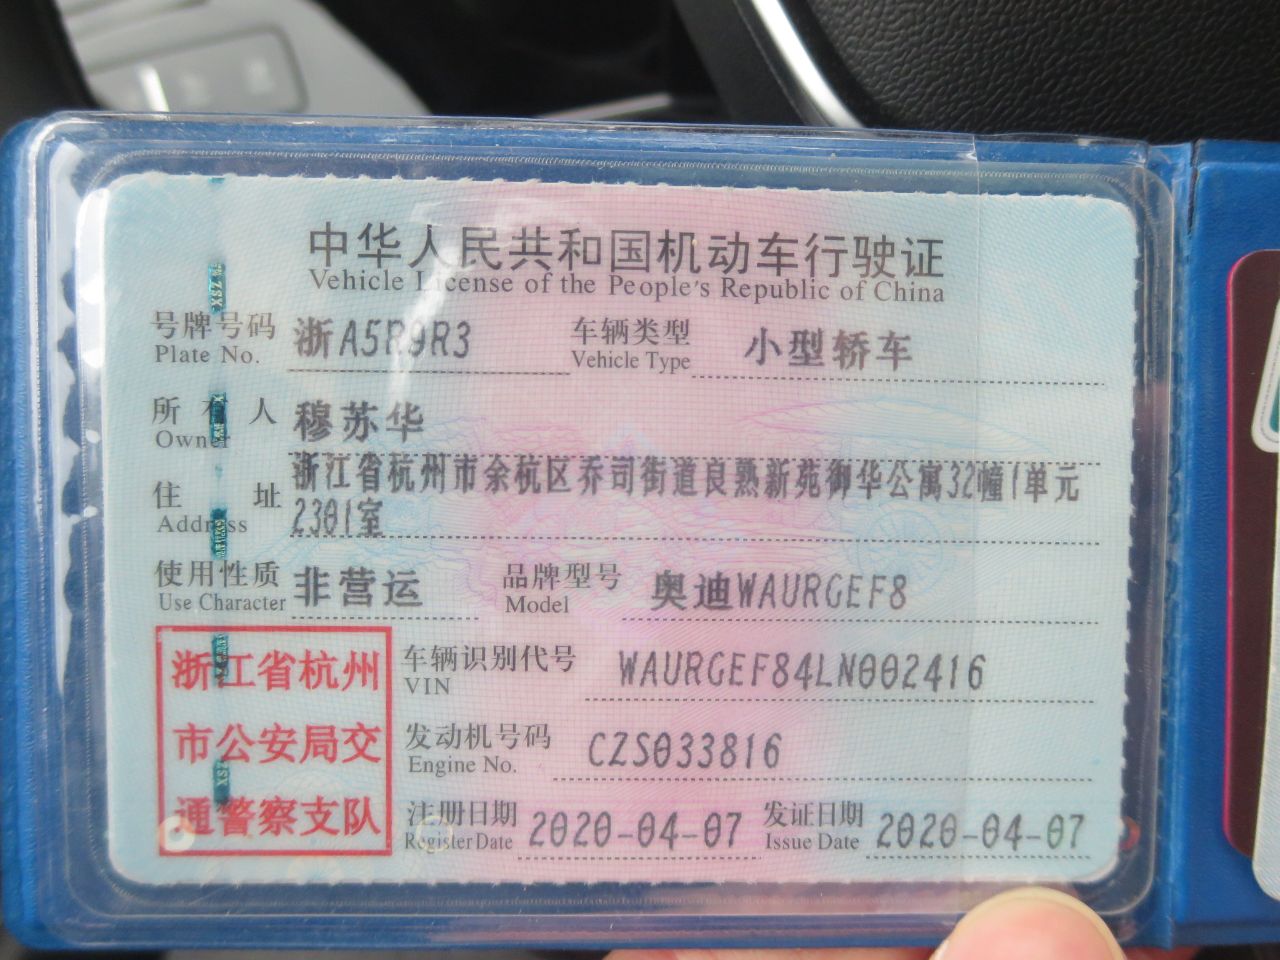 中华人民共和国机动车行驶证
Vehicle License of the People's Republic of China
号牌号码 浙A5R9R3 车辆类型 小型轿车
Plate No. Vehicle Type
所有人 穆苏华
Owner
住址 浙江省杭州市余杭区乔司街道良熟新苑御华公寓32幢1单元
Address 2301室
使用性质 非营运 品牌型号 奥迪WAURGEF8
Use Character Model
浙江省杭州
市公安局交
通警察支队
车辆识别代号 WAURGEF84LN002416
VIN
发动机号码 CZS033816
Engine No.
注册日期 2020-04-07 发证日期 2020-04-07
Register Date Issue Date